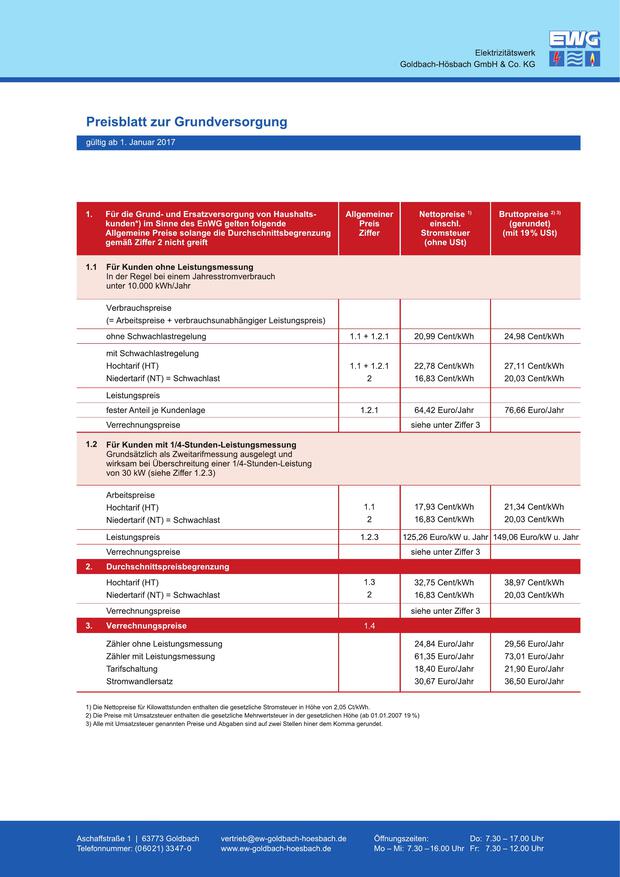 EWG
Elektrizitätswerk
Goldbach-Hösbach GmbH & Co. KG
Preisblatt zur Grundversorgung
gültig ab 1. Januar 2017
1. Für die Grund- und Ersatzversorgung von Haushalts-
kunden*) im Sinne des EnWG gelten folgende
Allgemeine Preise solange die Durchschnittsbegrenzung
gemäß Ziffer 2 nicht greift
Allgemeiner
Preis
Ziffer
Nettopreise 1)
einschl.
Stromsteuer
(ohne USt)
Bruttopreise 2) 3)
(gerundet)
(mit 19% USt)
1.1 Für Kunden ohne Leistungsmessung
In der Regel bei einem Jahresstromverbrauch
unter 10.000 kWh/Jahr
Verbrauchspreise
(= Arbeitspreise + verbrauchsunabhängiger Leistungspreis)
ohne Schwachlastregelung 1.1 + 1.2.1 20,99 Cent/kWh 24,98 Cent/kWh
mit Schwachlastregelung
Hochtarif (HT) 1.1 + 1.2.1 22,78 Cent/kWh 27,11 Cent/kWh
Niedertarif (NT) = Schwachlast 2 16,83 Cent/kWh 20,03 Cent/kWh
Leistungspreis
fester Anteil je Kundenlage 1.2.1 64,42 Euro/Jahr 76,66 Euro/Jahr
Verrechnungspreise siehe unter Ziffer 3
1.2 Für Kunden mit 1/4-Stunden-Leistungsmessung
Grundsätzlich als Zweitarifmessung ausgelegt und
wirksam bei Überschreitung einer 1/4-Stunden-Leistung
von 30 kW (siehe Ziffer 1.2.3)
Arbeitspreise
Hochtarif (HT) 1.1 17,93 Cent/kWh 21,34 Cent/kWh
Niedertarif (NT) = Schwachlast 2 16,83 Cent/kWh 20,03 Cent/kWh
Leistungspreis 1.2.3 125,26 Euro/kW u. Jahr 149,06 Euro/kW u. Jahr
Verrechnungspreise siehe unter Ziffer 3
2. Durchschnittspreisbegrenzung
Hochtarif (HT) 1.3 32,75 Cent/kWh 38,97 Cent/kWh
Niedertarif (NT) = Schwachlast 2 16,83 Cent/kWh 20,03 Cent/kWh
Verrechnungspreise siehe unter Ziffer 3
3. Verrechnungspreise 1.4
Zähler ohne Leistungsmessung 24,84 Euro/Jahr 29,56 Euro/Jahr
Zähler mit Leistungsmessung 61,35 Euro/Jahr 73,01 Euro/Jahr
Tarifschaltung 18,40 Euro/Jahr 21,90 Euro/Jahr
Stromwandlersatz 30,67 Euro/Jahr 36,50 Euro/Jahr
1) Die Nettopreise für Kilowattstunden enthalten die gesetzliche Stromsteuer in Höhe von 2,05 Ct/kWh.
2) Die Preise mit Umsatzsteuer enthalten die gesetzliche Mehrwertsteuer in der gesetzlichen Höhe (ab 01.01.2007 19%)
3) Alle mit Umsatzsteuer genannten Preise und Abgaben sind auf zwei Stellen hiner dem Komma gerundet.
Aschaffstraße 1 | 63773 Goldbach vertrieb@ew-goldbach-hoesbach.de Öffnungszeiten: Do: 7.30 – 17.00 Uhr
Telefonnummer: (06021) 3347-0 www.ew-goldbach-hoesbach.de Mo – Mi: 7.30 – 16.00 Uhr Fr: 7.30 – 12.00 Uhr